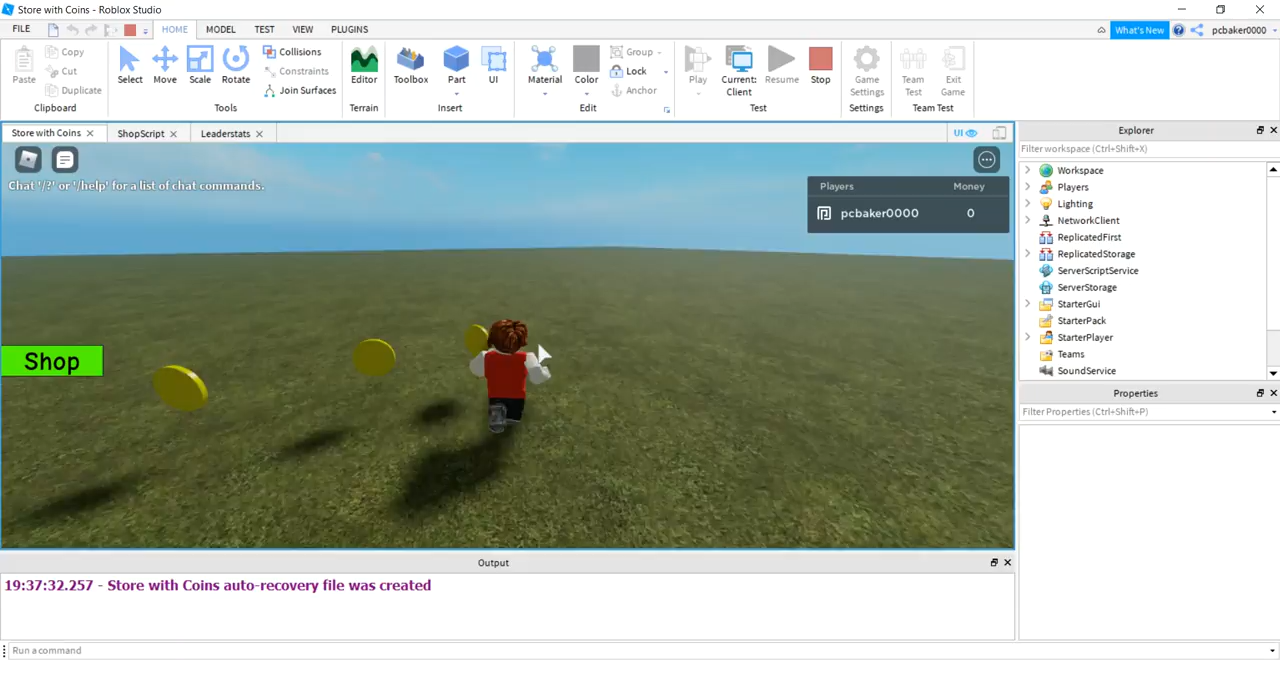 Store with Coins - Roblox Studio
FILE HOME MODEL TEST VIEW PLUGINS What's New pcbaker0000
Paste Copy Cut Duplicate Select Move Scale Rotate Collisions Constraints Join Surfaces Editor Toolbox Part UI Material Color Group Lock Anchor Play Current: Client Resume Stop Game Settings Team Test Exit Game
Clipboard Tools Terrain Insert Edit Test Settings Team Test
Store with Coins ShopScript Leaderstats UI
Chat '/?' or '/help' for a list of chat commands.
Players Money
pcbaker0000 0
Shop
Explorer
Filter workspace (Ctrl+Shift+X)
Workspace
Players
Lighting
NetworkClient
ReplicatedFirst
ReplicatedStorage
ServerScriptService
ServerStorage
StarterGui
StarterPack
StarterPlayer
Teams
SoundService
Properties
Filter Properties (Ctrl+Shift+P)
Output
19:37:32.257 - Store with Coins auto-recovery file was created
Run a command